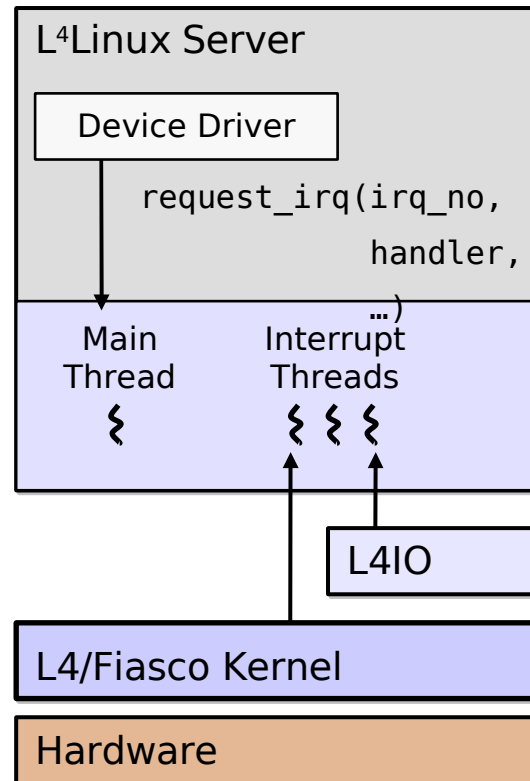 L⁴Linux Server
Device Driver
request_irq(irq_no,
handler,
…)
Main
Thread
Interrupt
Threads
L4IO
L4/Fiasco Kernel
Hardware